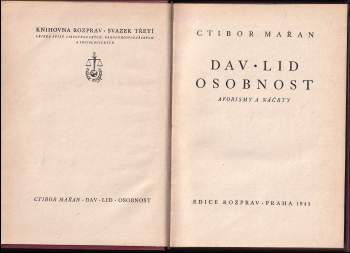 KNIHOVNA ROZPRAV · SVAZEK TŘETÍ
A SOCIOLOGICKÝCH
CTIBOR MAŘAN · DAV · LID · OSOBNOST
CTIBOR MAŘAN
DAV · LID
OSOBNOST
AFORISMY A NÁČRTY
EDICE ROZPRAV · PRAHA